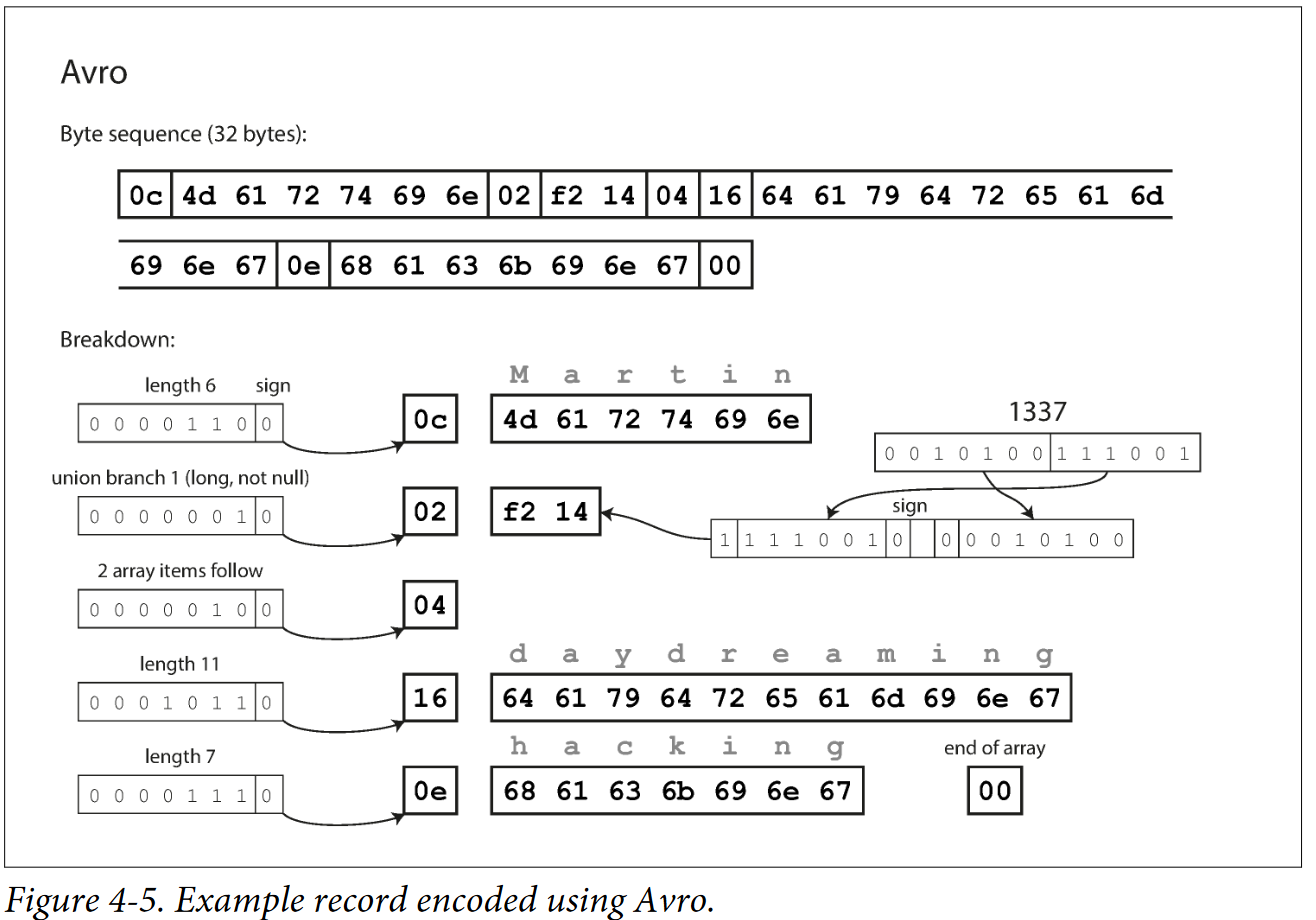 Avro
Byte sequence (32 bytes):
0c 4d 61 72 74 69 6e 02 f2 14 04 16 64 61 79 64 72 65 61 6d
69 6e 67 0e 68 61 63 6b 69 6e 67 00
Breakdown:
length 6 sign
0 0 0 0 1 1 0 0
0c
M a r t i n
4d 61 72 74 69 6e
1337
0 0 1 0 1 0 0 1 1 1 0 0 1
union branch 1 (long, not null)
0 0 0 0 0 0 1 0
02
f2 14
sign
1 1 1 1 0 0 1 0 0 0 0 1 0 1 0 0
2 array items follow
0 0 0 0 0 1 0 0
04
length 11
0 0 0 1 0 1 1 0
16
d a y d r e a m i n g
64 61 79 64 72 65 61 6d 69 6e 67
length 7
0 0 0 0 1 1 1 0
0e
h a c k i n g
68 61 63 6b 69 6e 67
end of array
00
Figure 4-5. Example record encoded using Avro.